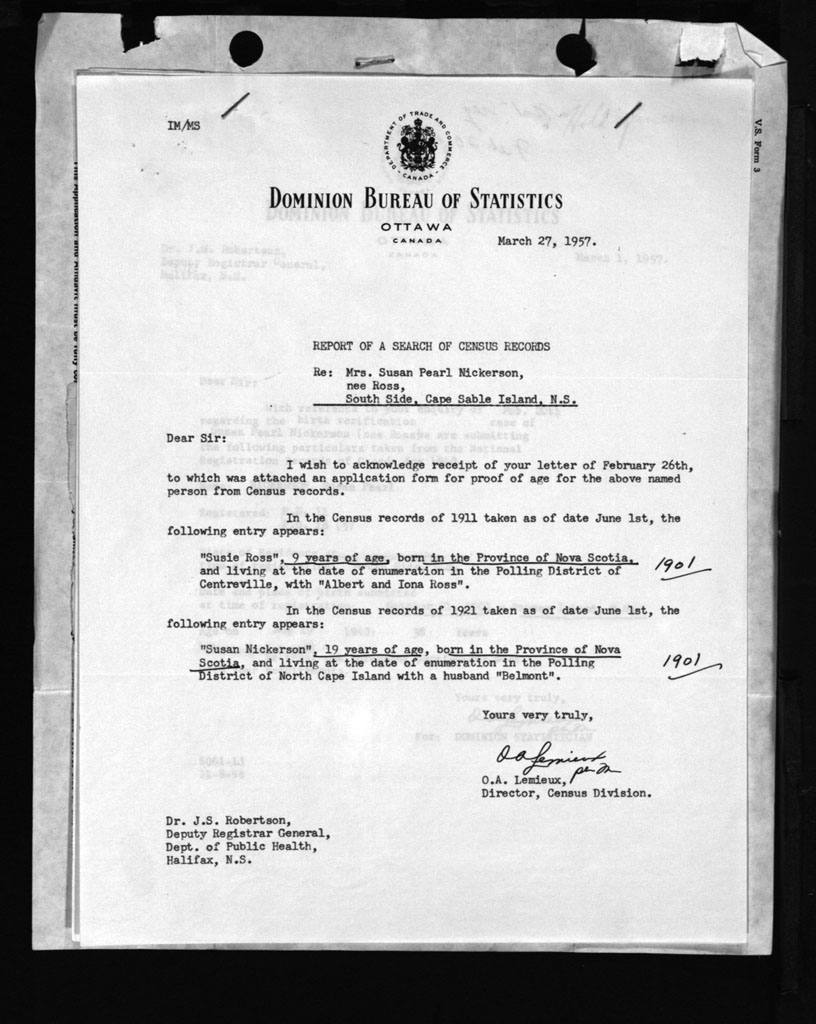 IM/MS
DEPARTMENT OF TRADE AND COMMERCE
CANADA
V.S. Form 3
DOMINION BUREAU OF STATISTICS
OTTAWA
CANADA
March 27, 1957.
REPORT OF A SEARCH OF CENSUS RECORDS
Re: Mrs. Susan Pearl Nickerson,
nee Ross,
South Side, Cape Sable Island, N.S.
Dear Sir:
I wish to acknowledge receipt of your letter of February 26th,
to which was attached an application form for proof of age for the above named
person from Census records.
In the Census records of 1911 taken as of date June 1st, the
following entry appears:
"Susie Ross", 9 years of age, born in the Province of Nova Scotia,
and living at the date of enumeration in the Polling District of
Centreville, with "Albert and Iona Ross".
1901
In the Census records of 1921 taken as of date June 1st, the
following entry appears:
"Susan Nickerson", 19 years of age, born in the Province of Nova
Scotia, and living at the date of enumeration in the Polling
District of North Cape Island with a husband "Belmont".
1901
Yours very truly,
O A Lemieux
O.A. Lemieux,
Director, Census Division.
Dr. J.S. Robertson,
Deputy Registrar General,
Dept. of Public Health,
Halifax, N.S.